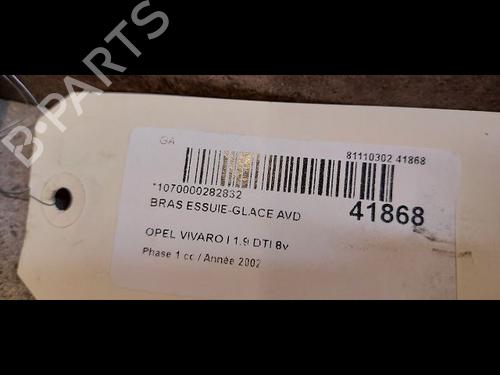 GA
81110302 41868
*1070000282832
BRAS ESSUIE-GLACE AVD
41868
OPEL VIVARO I 1.9 DTI 8v
Phase 1 cc / Année 2002
B-PARTS